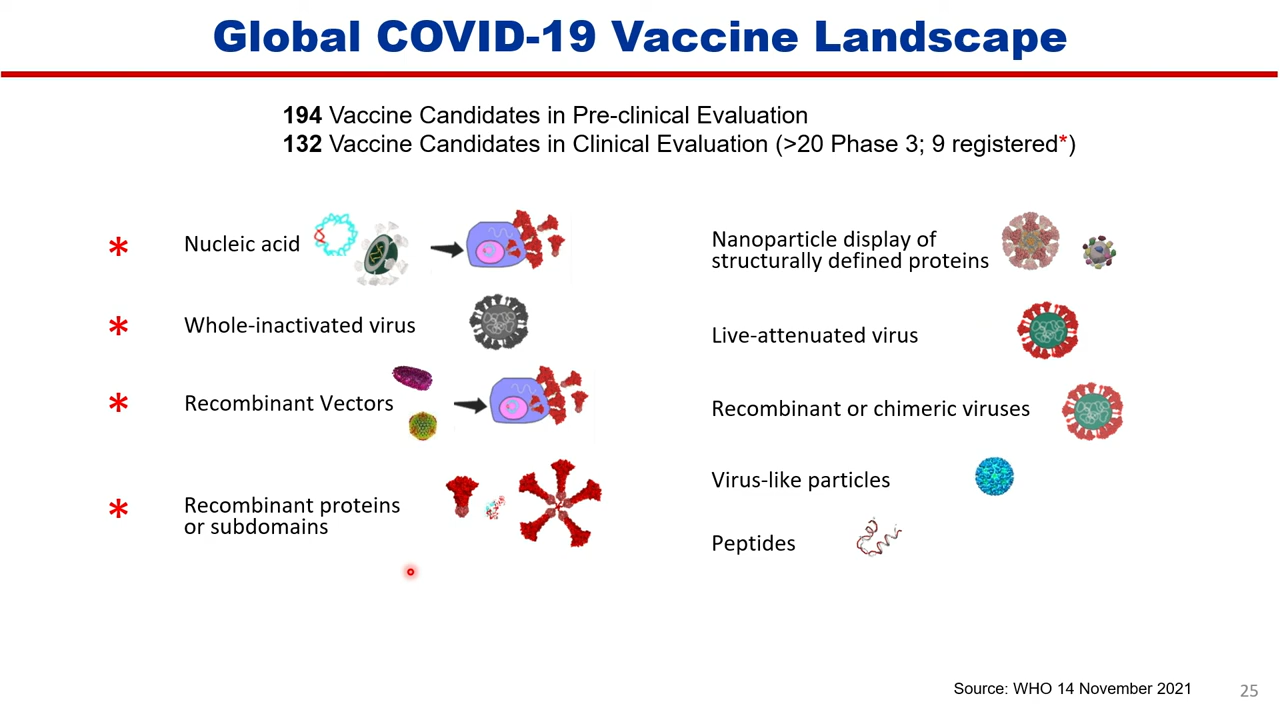 Global COVID-19 Vaccine Landscape
194 Vaccine Candidates in Pre-clinical Evaluation
132 Vaccine Candidates in Clinical Evaluation (>20 Phase 3; 9 registered*)
* Nucleic acid
* Whole-inactivated virus
* Recombinant Vectors
* Recombinant proteins
or subdomains
Nanoparticle display of
structurally defined proteins
Live-attenuated virus
Recombinant or chimeric viruses
Virus-like particles
Peptides
Source: WHO 14 November 2021
25